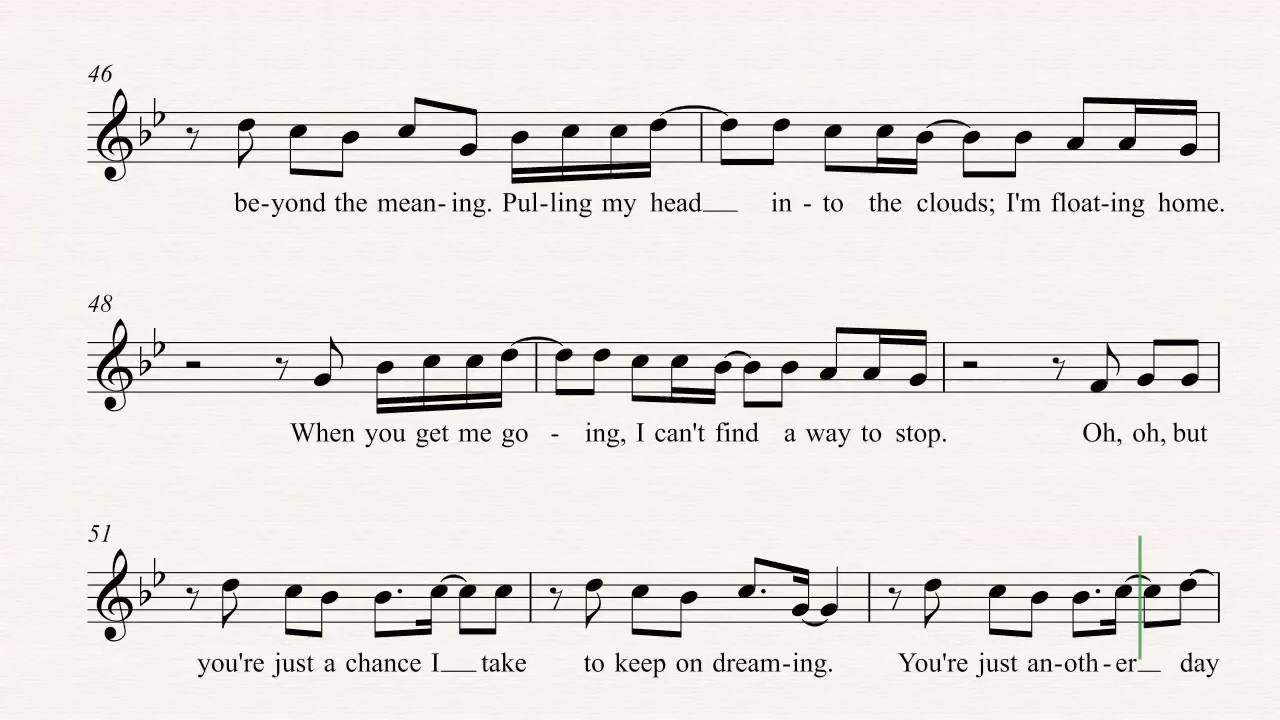 46
be-yond the mean-ing. Pul-ling my head__ in - to the clouds; I'm float-ing home.
48
When you get me go - ing, I can't find a way to stop. Oh, oh, but
51
you're just a chance I__ take to keep on dream-ing. You're just an-oth-er__ day